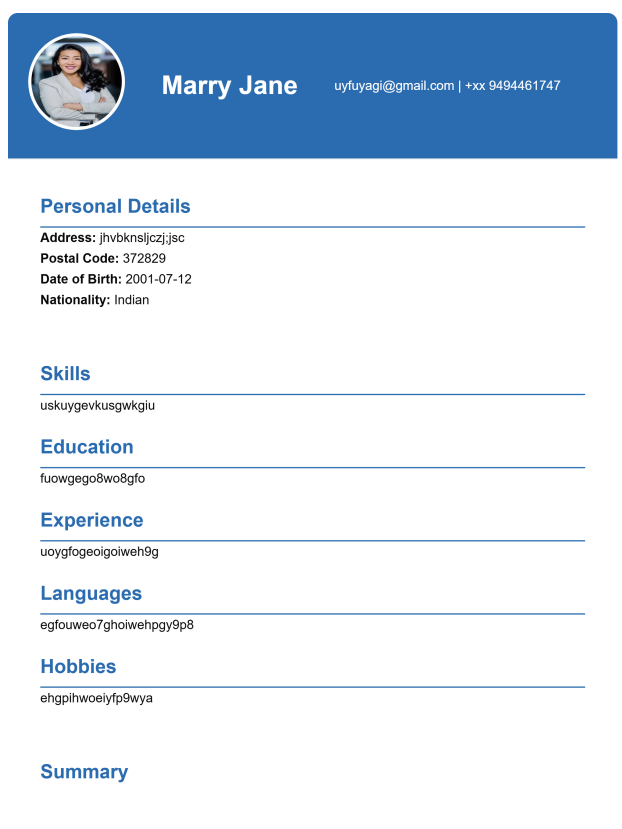 Marry Jane
uyfuyagi@gmail.com | +xx 9494461747
Personal Details
Address: jhvbknsljczj;jsc
Postal Code: 372829
Date of Birth: 2001-07-12
Nationality: Indian
Skills
uskuygevkusgwkgiu
Education
fuowgego8wo8gfo
Experience
uoygfogeoigoiweh9g
Languages
egfouweo7ghoiwehpgy9p8
Hobbies
ehgpihwoeiyfp9wya
Summary